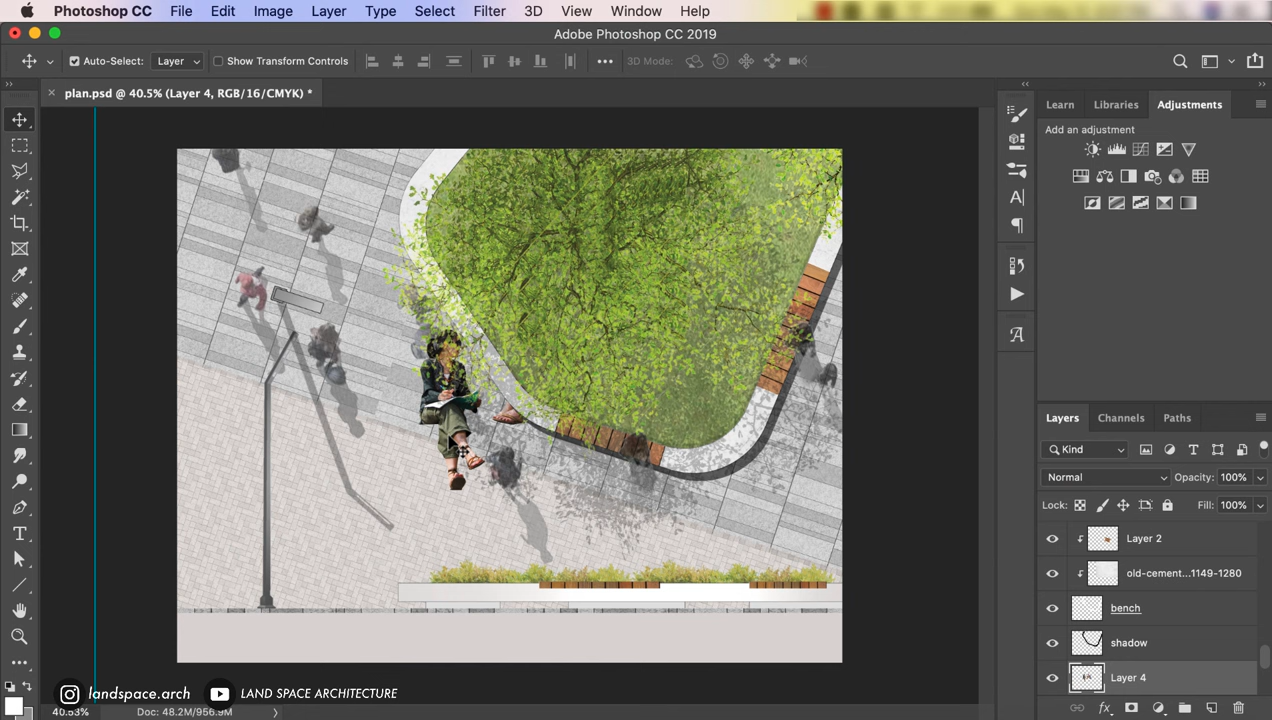 Photoshop CC File Edit Image Layer Type Select Filter 3D View Window Help
Adobe Photoshop CC 2019
Auto-Select: Layer Show Transform Controls 3D Mode:
plan.psd @ 40.5% (Layer 4, RGB/16/CMYK) *
Learn Libraries Adjustments
Add an adjustment
Layers Channels Paths
Kind
Normal Opacity: 100%
Lock: Fill: 100%
Layer 2
old-cement...1149-1280
bench
shadow
Layer 4
landspace.arch LAND SPACE ARCHITECTURE
40.53% Doc: 48.2M/956.9M